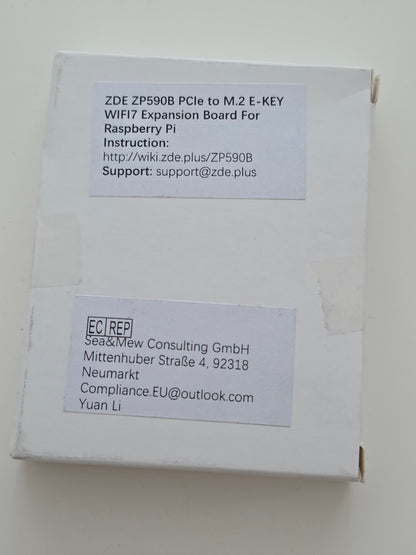 ZDE ZP590B PCIe to M.2 E-KEY
WIFI7 Expansion Board For
Raspberry Pi
Instruction:
http://wiki.zde.plus/ZP590B
Support: support@zde.plus
EC REP
Sea&Mew Consulting GmbH
Mittenhuber Straße 4, 92318
Neumarkt
Compliance.EU@outlook.com
Yuan Li